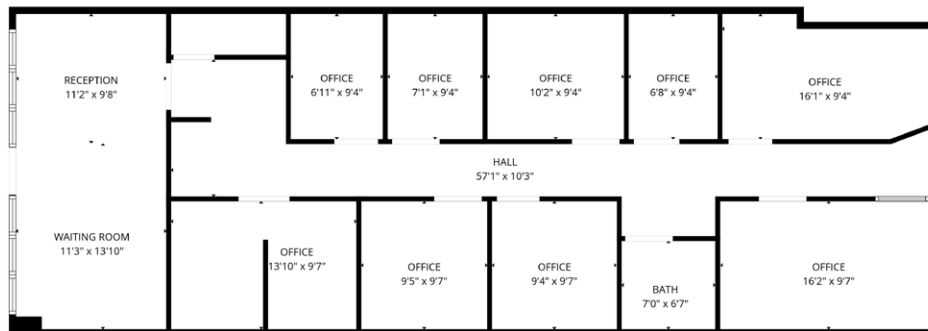 RECEPTION
11'2" x 9'8"
OFFICE
6'11" x 9'4"
OFFICE
7'1" x 9'4"
OFFICE
10'2" x 9'4"
OFFICE
6'8" x 9'4"
OFFICE
16'1" x 9'4"
HALL
57'1" x 10'3"
WAITING ROOM
11'3" x 13'10"
OFFICE
13'10" x 9'7"
OFFICE
9'5" x 9'7"
OFFICE
9'4" x 9'7"
BATH
7'0" x 6'7"
OFFICE
16'2" x 9'7"